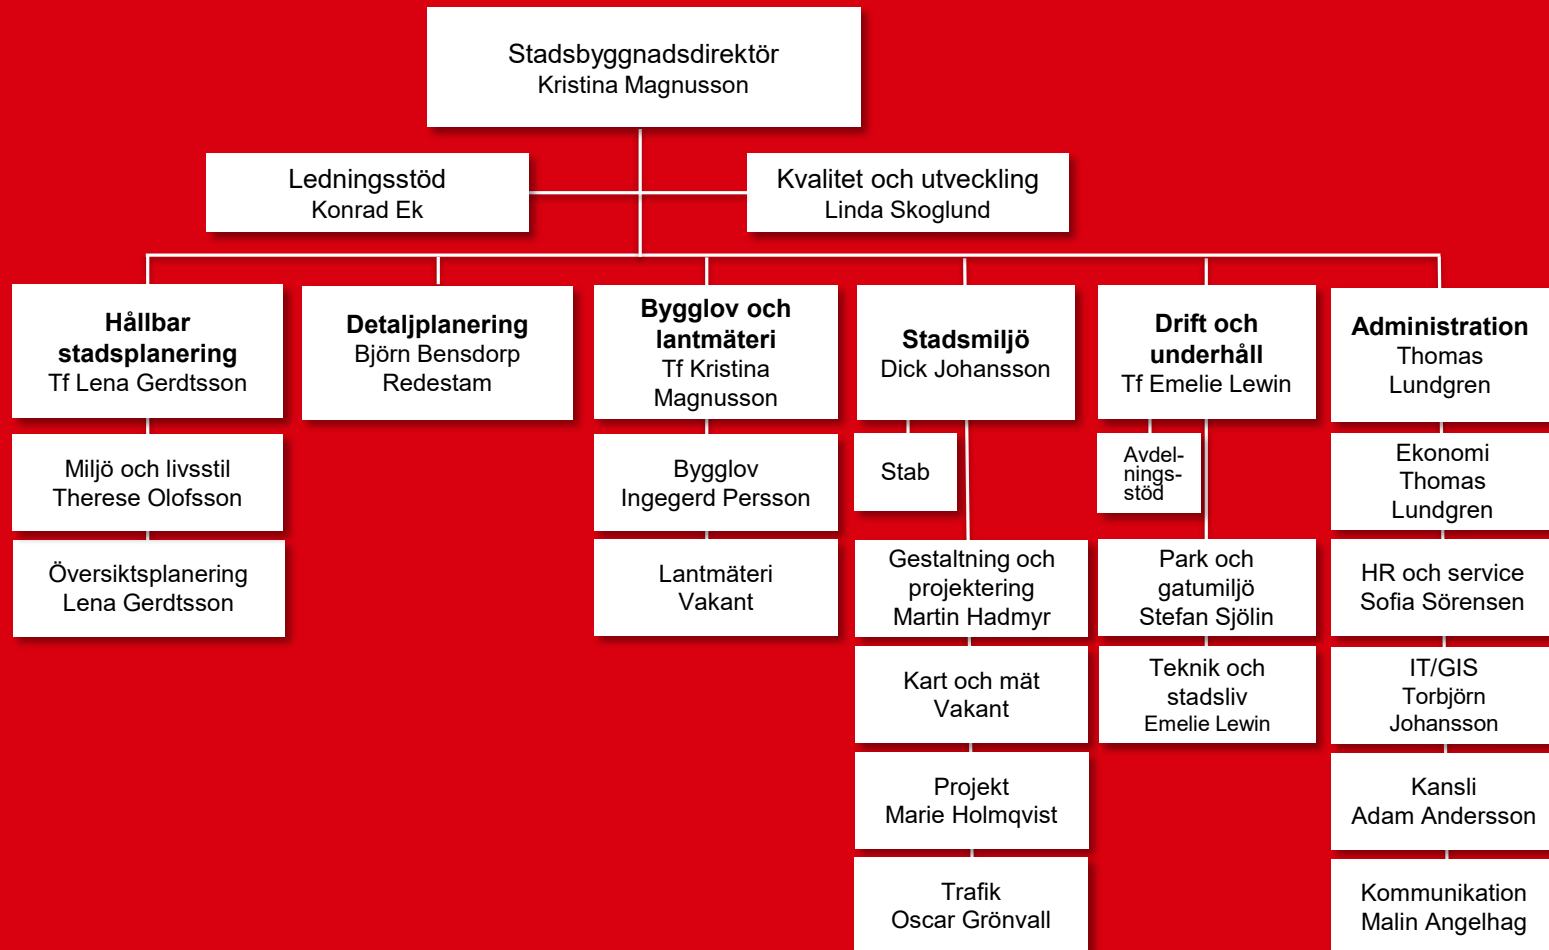 Stadsbyggnadsdirektör
Kristina Magnusson
Ledningsstöd
Konrad Ek
Kvalitet och utveckling
Linda Skoglund
Hållbar
stadsplanering
Tf Lena Gerdtsson
Miljö och livsstil
Therese Olofsson
Översiktsplanering
Lena Gerdtsson
Detaljplanering
Björn Bensdorp
Redestam
Bygglov och
lantmäteri
Tf Kristina
Magnusson
Bygglov
Ingegerd Persson
Lantmäteri
Vakant
Stadsmiljö
Dick Johansson
Stab
Gestaltning och
projektering
Martin Hadmyr
Kart och mät
Vakant
Projekt
Marie Holmqvist
Trafik
Oscar Grönvall
Drift och
underhåll
Tf Emelie Lewin
Avdel-
nings-
stöd
Park och
gatumiljö
Stefan Sjölin
Teknik och
stadsliv
Emelie Lewin
Administration
Thomas
Lundgren
Ekonomi
Thomas
Lundgren
HR och service
Sofia Sörensen
IT/GIS
Torbjörn
Johansson
Kansli
Adam Andersson
Kommunikation
Malin Angelhag